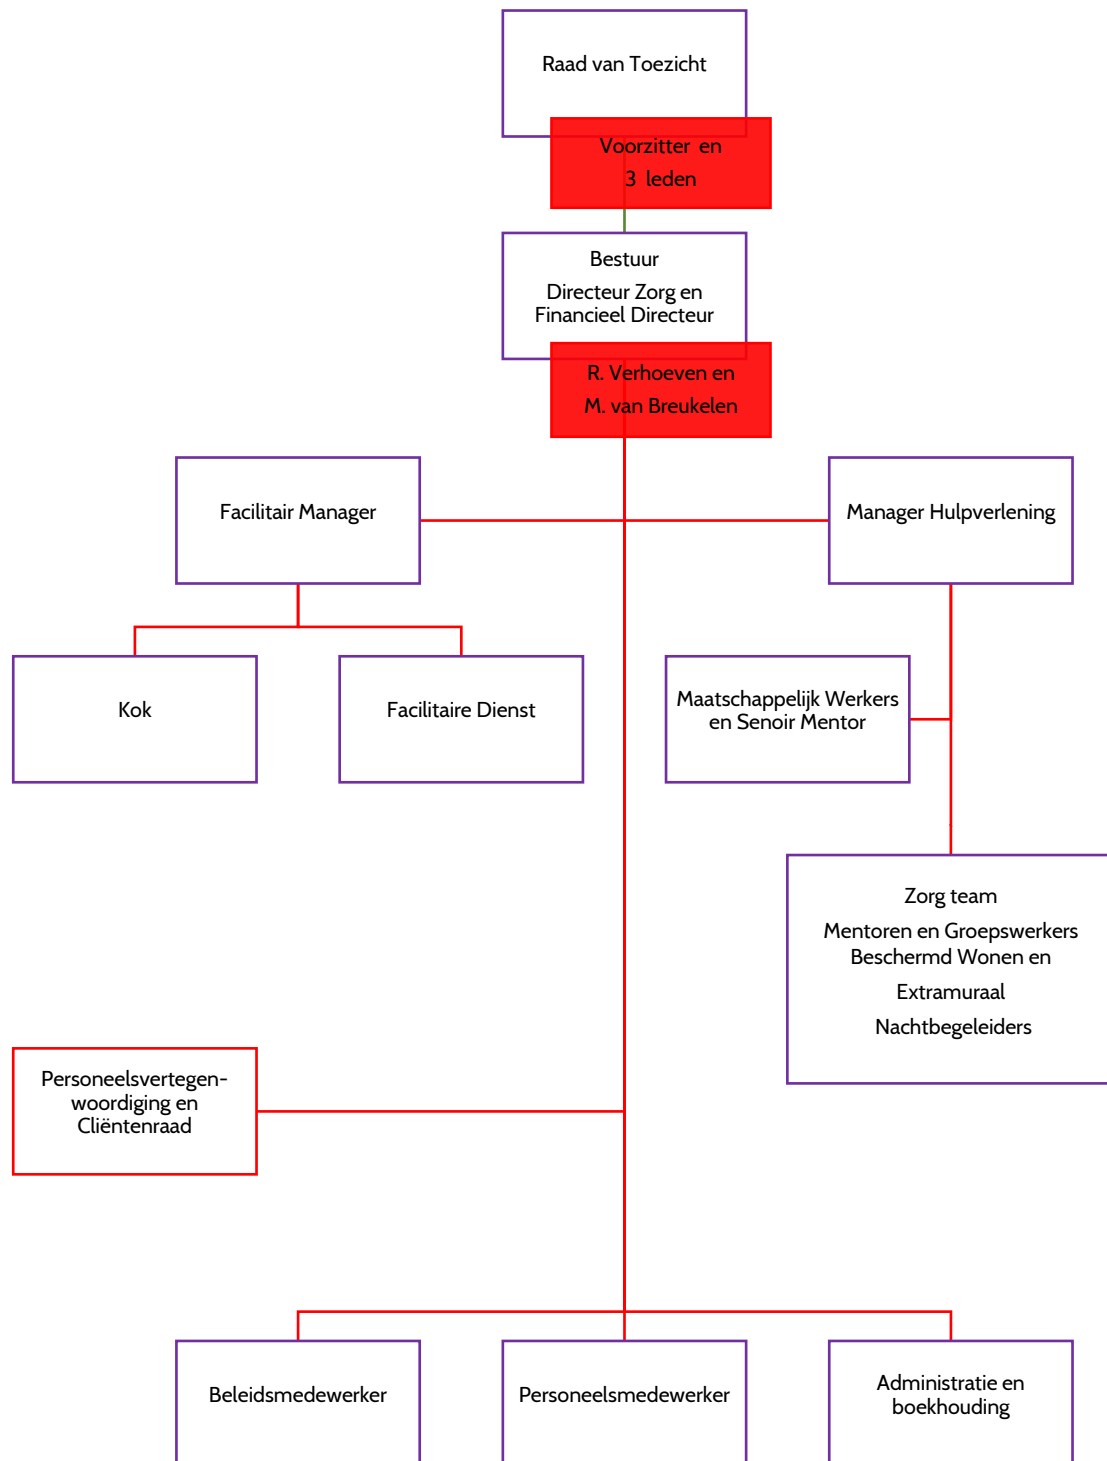 Raad van Toezicht
Voorzitter en
3 leden
Bestuur
Directeur Zorg en
Financieel Directeur
R. Verhoeven en
M. van Breukelen
Facilitair Manager
Manager Hulpverlening
Kok
Facilitaire Dienst
Maatschappelijk Werkers
en Senoir Mentor
Zorg team
Mentoren en Groepswerkers
Beschermd Wonen en
Extramuraal
Nachtbegeleiders
Personeelsvertegen-
woordiging en
Cliëntenraad
Beleidsmedewerker
Personeelsmedewerker
Administratie en
boekhouding